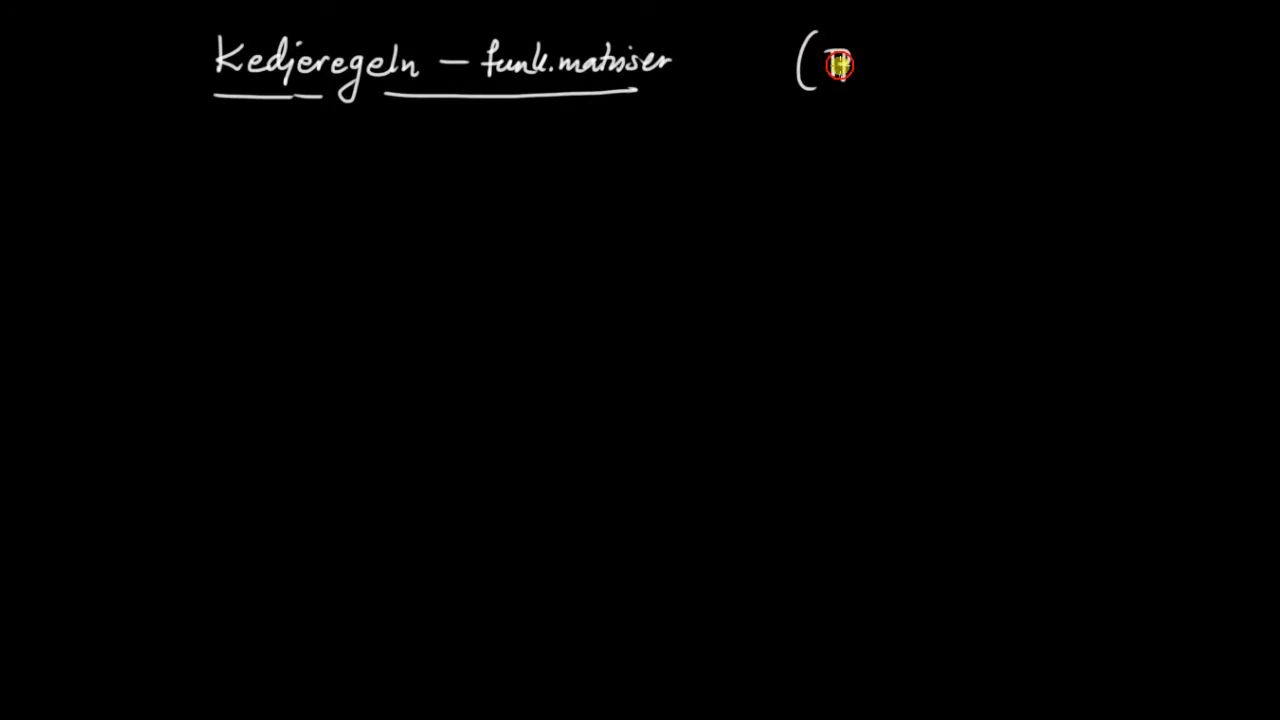 Kedjeregeln – funk.matriser (